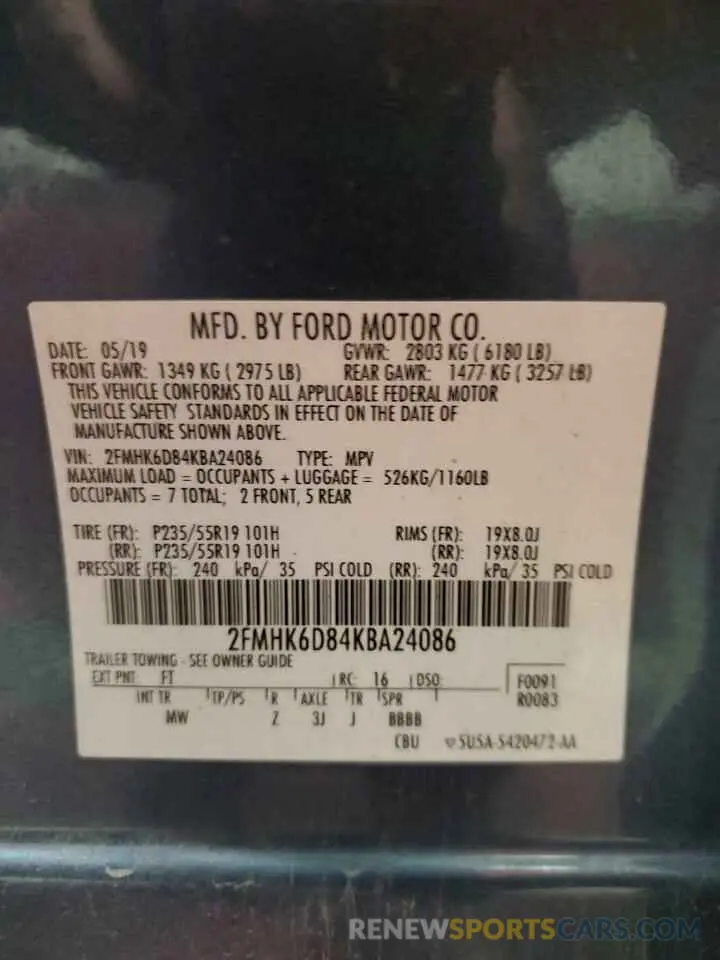 MFD. BY FORD MOTOR CO.
DATE: 05/19 GVWR: 2803 KG ( 6180 LB)
FRONT GAWR: 1349 KG ( 2975 LB) REAR GAWR: 1477 KG ( 3257 LB)
THIS VEHICLE CONFORMS TO ALL APPLICABLE FEDERAL MOTOR
VEHICLE SAFETY STANDARDS IN EFFECT ON THE DATE OF
MANUFACTURE SHOWN ABOVE.
VIN: 2FMHK6D84KBA24086 TYPE: MPV
MAXIMUM LOAD = OCCUPANTS + LUGGAGE = 526KG/1160LB
OCCUPANTS = 7 TOTAL; 2 FRONT, 5 REAR
TIRE (FR): P235/55R19 101H RIMS (FR): 19X8.0J
(RR): P235/55R19 101H (RR): 19X8.0J
PRESSURE (FR): 240 kPa/ 35 PSI COLD (RR): 240 kPa/ 35 PSI COLD
2FMHK6D84KBA24086
TRAILER TOWING - SEE OWNER GUIDE
EXT PNT: FT RC: 16 DSO: F0091
INT TR TP/PS R AXLE TR SPR R0083
MW Z 3J J BBBB
CBU 5U5A-5420472-AA
RENEWSPORTSCARS.COM